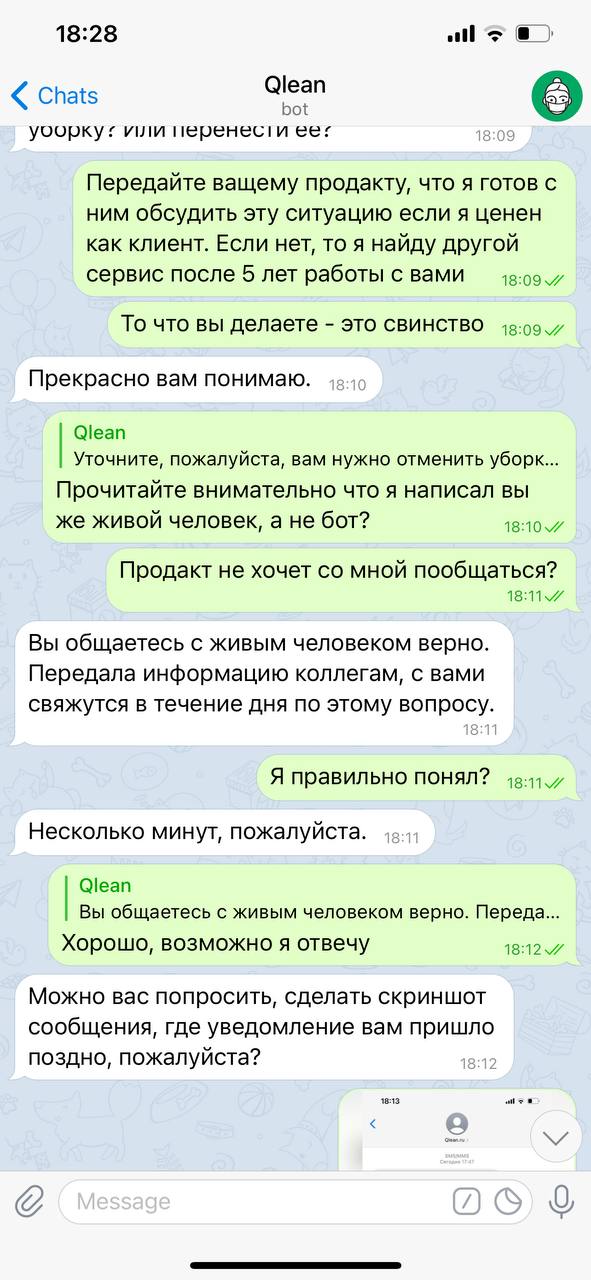 18:28
Chats
Qlean
bot
уборку? Или перенести ее?
18:09
Передайте ващему продакту, что я готов с
ним обсудить эту ситуацию если я ценен
как клиент. Если нет, то я найду другой
сервис после 5 лет работы с вами
18:09
То что вы делаете - это свинство
18:09
Прекрасно вам понимаю.
18:10
Qlean
Уточните, пожалуйста, вам нужно отменить уборк...
Прочитайте внимательно что я написал вы
же живой человек, а не бот?
18:10
Продакт не хочет со мной пообщаться?
18:11
Вы общаетесь с живым человеком верно.
Передала информацию коллегам, с вами
свяжутся в течение дня по этому вопросу.
18:11
Я правильно понял?
18:11
Несколько минут, пожалуйста.
18:11
Qlean
Вы общаетесь с живым человеком верно. Переда...
Хорошо, возможно я отвечу
18:12
Можно вас попросить, сделать скриншот
сообщения, где уведомление вам пришло
поздно, пожалуйста?
18:12
18:13
Qlean.ru
SMS/MMS
Сегодня 17:47
Message